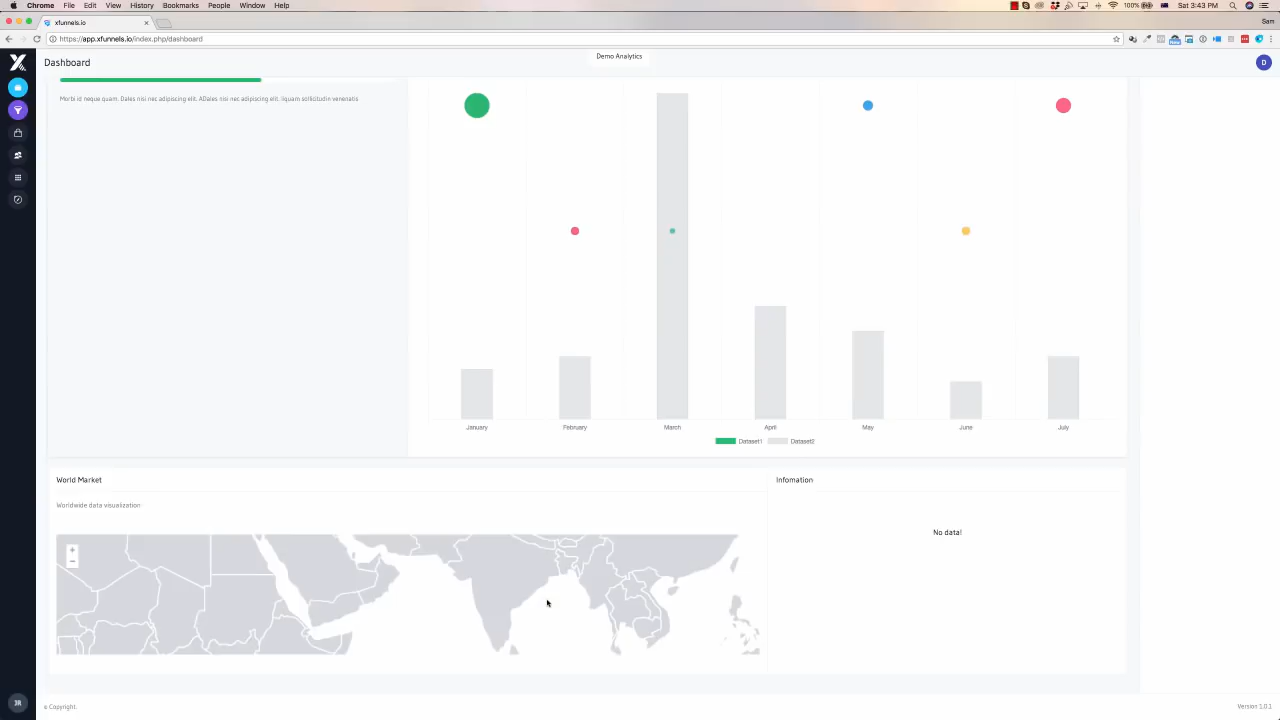 Chrome File Edit View History Bookmarks People Window Help 100% Sat 3:43 PM
xfunnels.io Sam
https://app.xfunnels.io/index.php/dashboard
Dashboard Demo Analytics D
Morbi id neque quam. Dales nisi nec adipiscing elit. ADales nisi nec adipiscing elit. liquam sollicitudin venenatis
January February March April May June July
Dataset1 Dataset2
World Market Infomation
Worldwide data visualization
No data!
+
−
© Copyright. Version 1.0.1